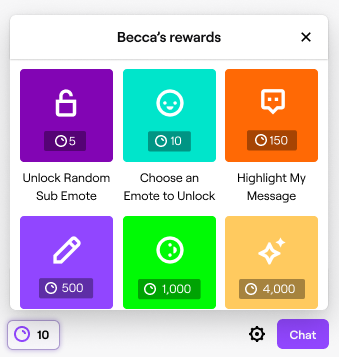 Becca's rewards
5
10
150
Unlock Random
Sub Emote
Choose an
Emote to Unlock
Highlight My
Message
500
1,000
4,000
10
Chat